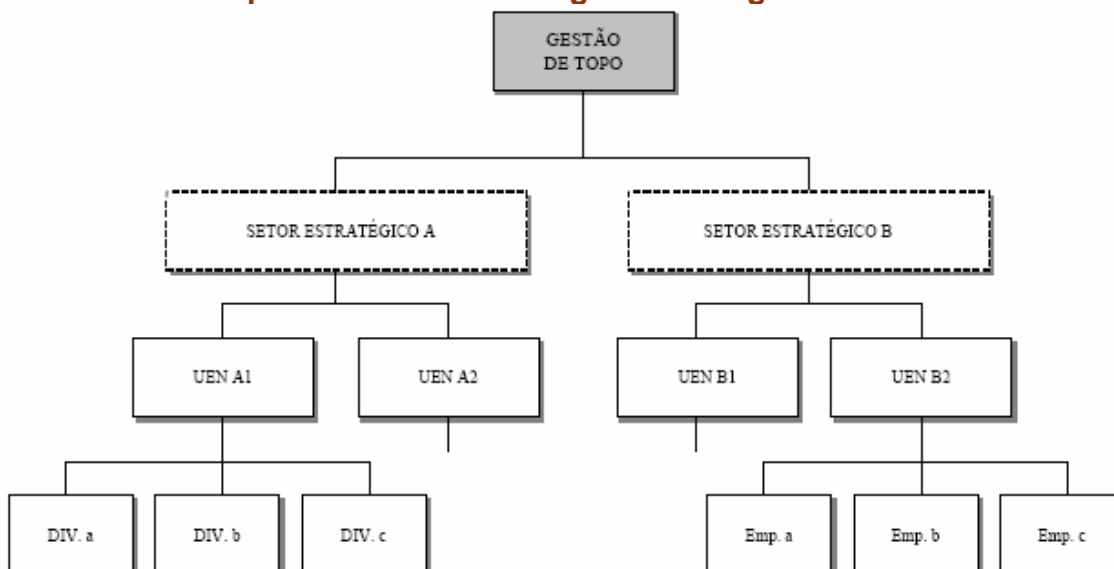 GESTÃO
DE TOPO
SETOR ESTRATÉGICO A
SETOR ESTRATÉGICO B
UEN A1
UEN A2
UEN B1
UEN B2
DIV. a
DIV. b
DIV. c
Emp. a
Emp. b
Emp. c